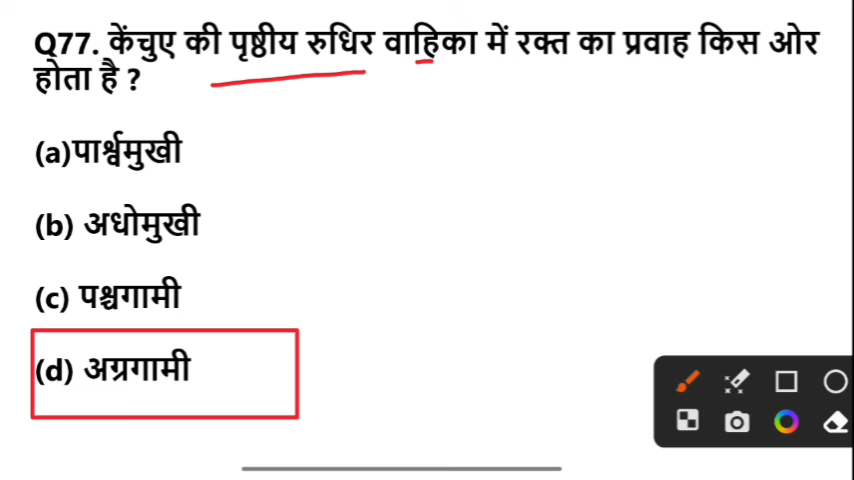 Q77. केंचुए की पृष्ठीय रुधिर वाहिका में रक्त का प्रवाह किस ओर
होता है ?
(a)पार्श्वमुखी
(b) अधोमुखी
(c) पश्चगामी
(d) अग्रगामी